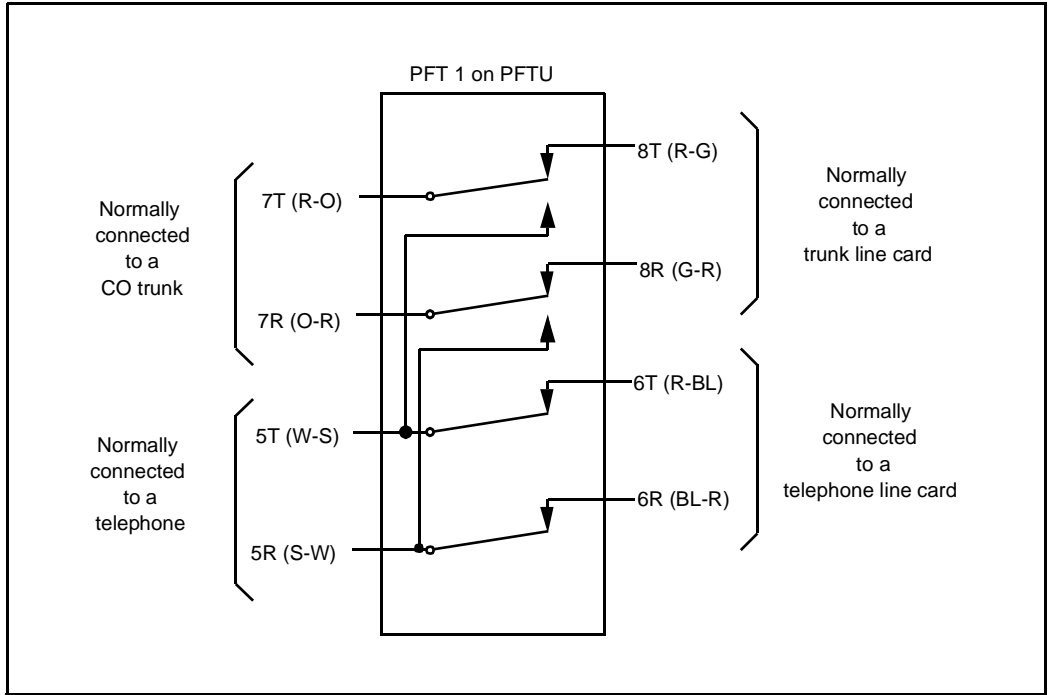 PFT 1 on PFTU
8T (R-G)
7T (R-O)
Normally
connected
to a
CO trunk
Normally
connected
to a
trunk line card
8R (G-R)
7R (O-R)
6T (R-BL)
5T (W-S)
Normally
connected
to a
telephone
Normally
connected
to a
telephone line card
6R (BL-R)
5R (S-W)